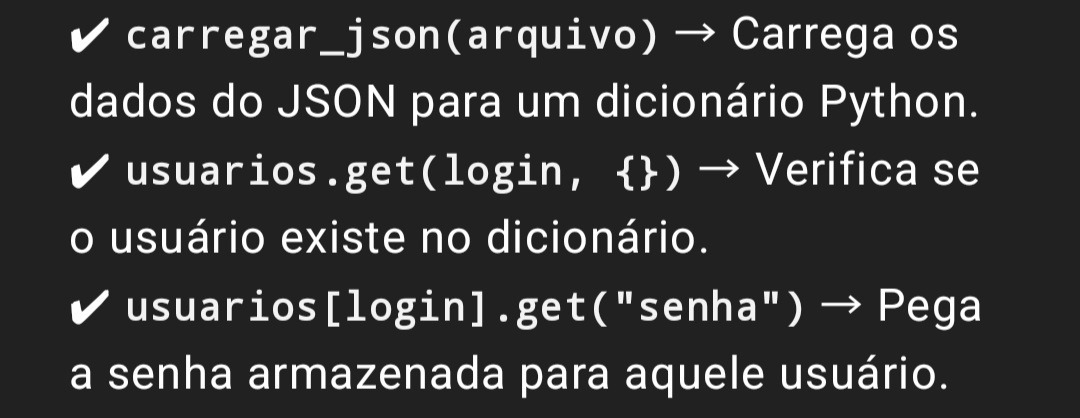 ✔ carregar_json(arquivo) → Carrega os
dados do JSON para um dicionário Python.
✔ usuarios.get(login, {}) → Verifica se
o usuário existe no dicionário.
✔ usuarios[login].get("senha") → Pega
a senha armazenada para aquele usuário.